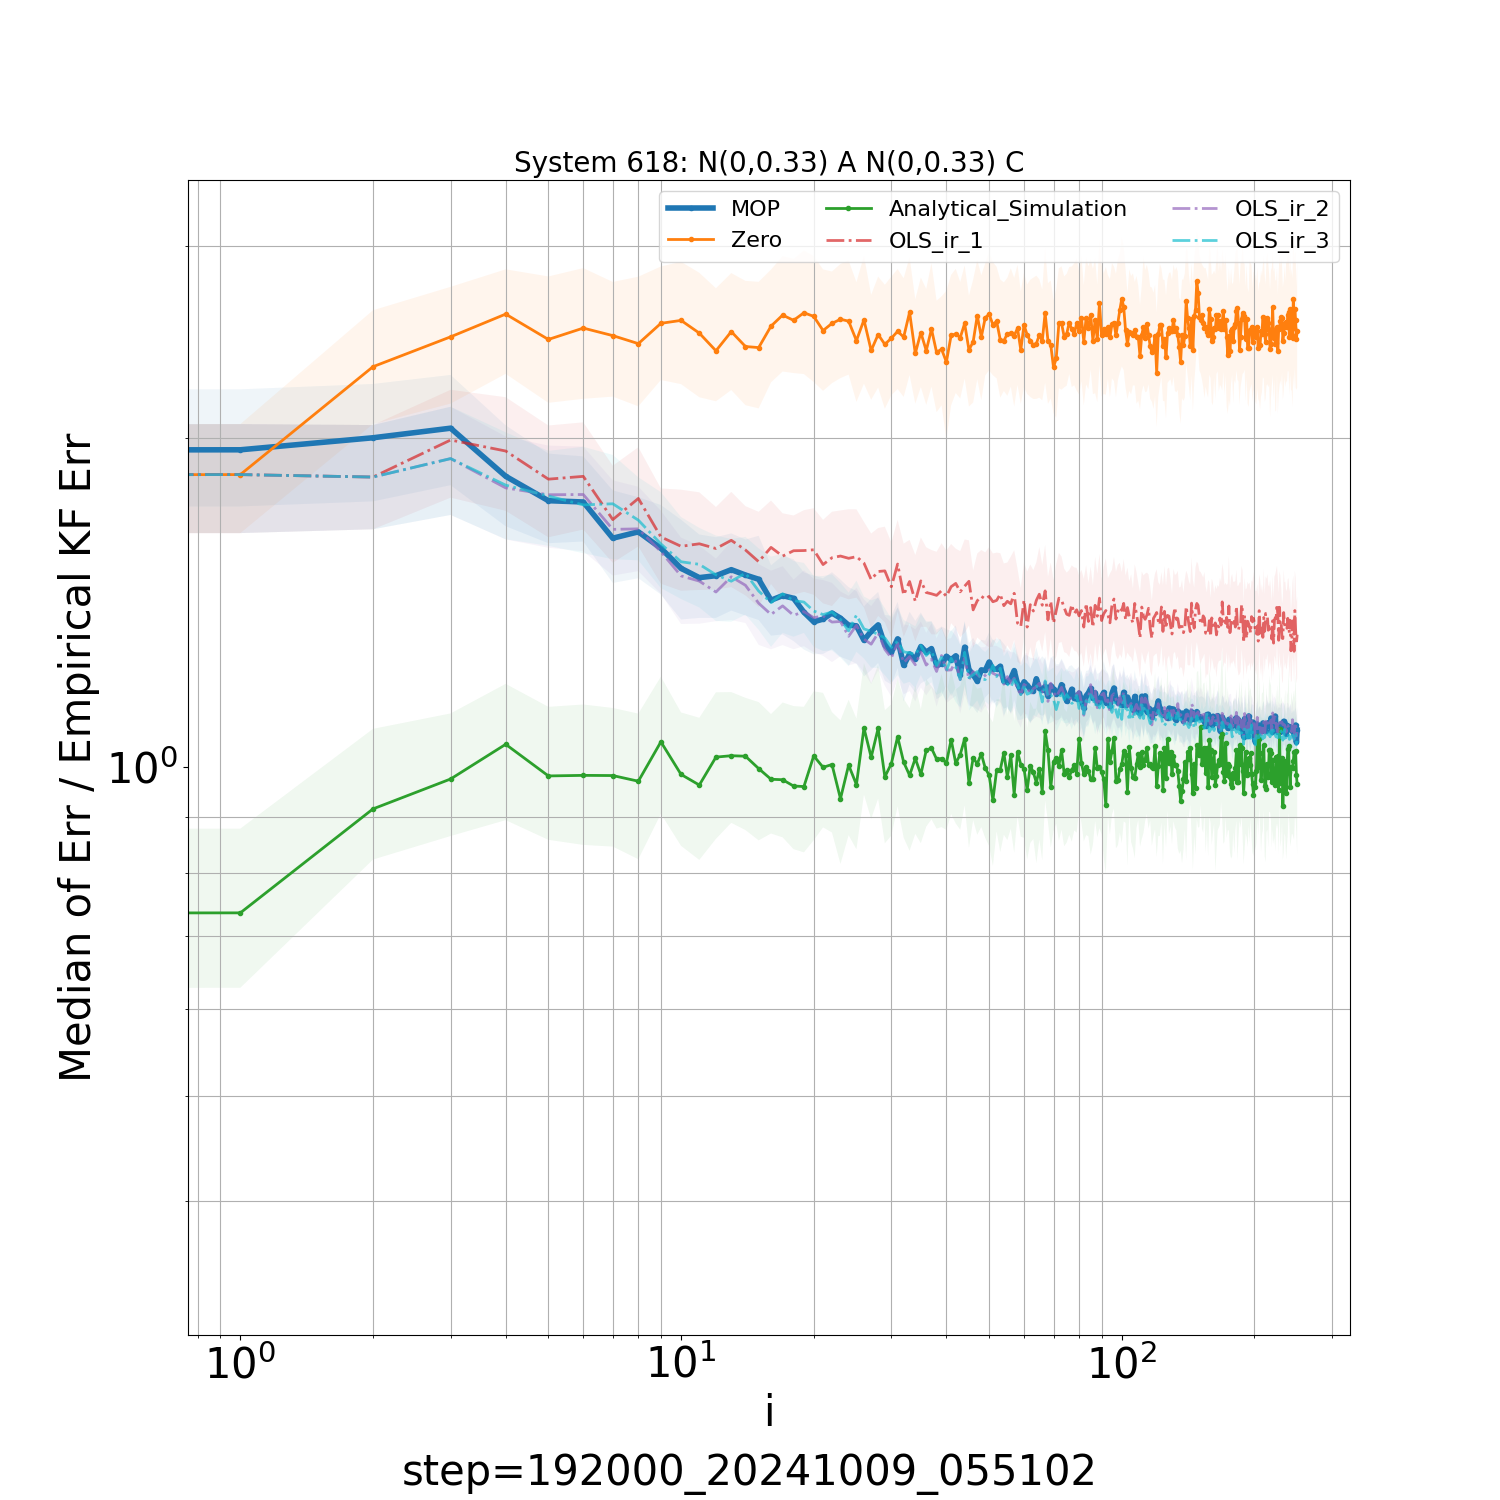 System 618: N(0,0.33) A N(0,0.33) C
MOP
Zero
Analytical_Simulation
OLS_ir_1
OLS_ir_2
OLS_ir_3
Median of Err / Empirical KF Err
10⁰
10⁰ 10¹ 10²
i
step=192000_20241009_055102